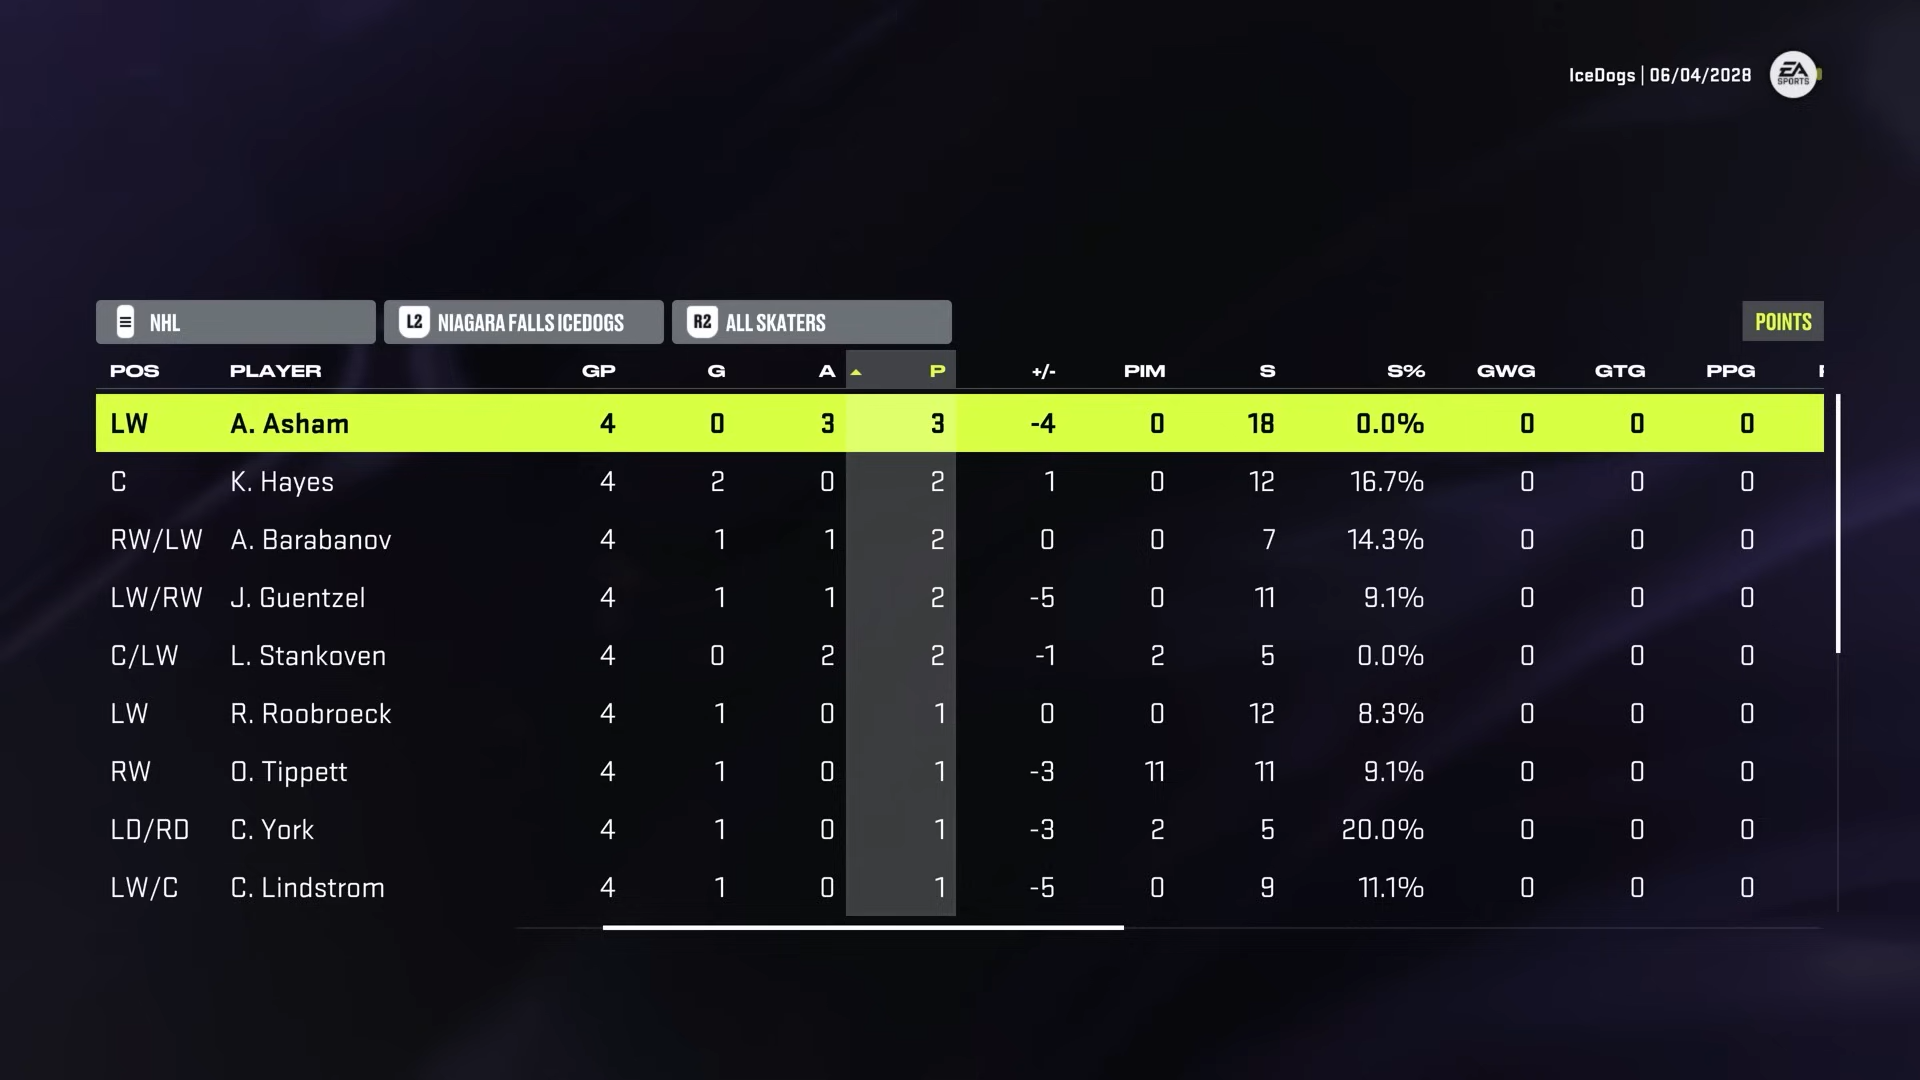 IceDogs | 06/04/2028 EA SPORTS
NHL L2 NIAGARA FALLS ICEDOGS R2 ALL SKATERS POINTS
POS PLAYER GP G A P +/- PIM S S% GWG GTG PPG
LW A. Asham 4 0 3 3 -4 0 18 0.0% 0 0 0
C K. Hayes 4 2 0 2 1 0 12 16.7% 0 0 0
RW/LW A. Barabanov 4 1 1 2 0 0 7 14.3% 0 0 0
LW/RW J. Guentzel 4 1 1 2 -5 0 11 9.1% 0 0 0
C/LW L. Stankoven 4 0 2 2 -1 2 5 0.0% 0 0 0
LW R. Roobroeck 4 1 0 1 0 0 12 8.3% 0 0 0
RW O. Tippett 4 1 0 1 -3 11 11 9.1% 0 0 0
LD/RD C. York 4 1 0 1 -3 2 5 20.0% 0 0 0
LW/C C. Lindstrom 4 1 0 1 -5 0 9 11.1% 0 0 0